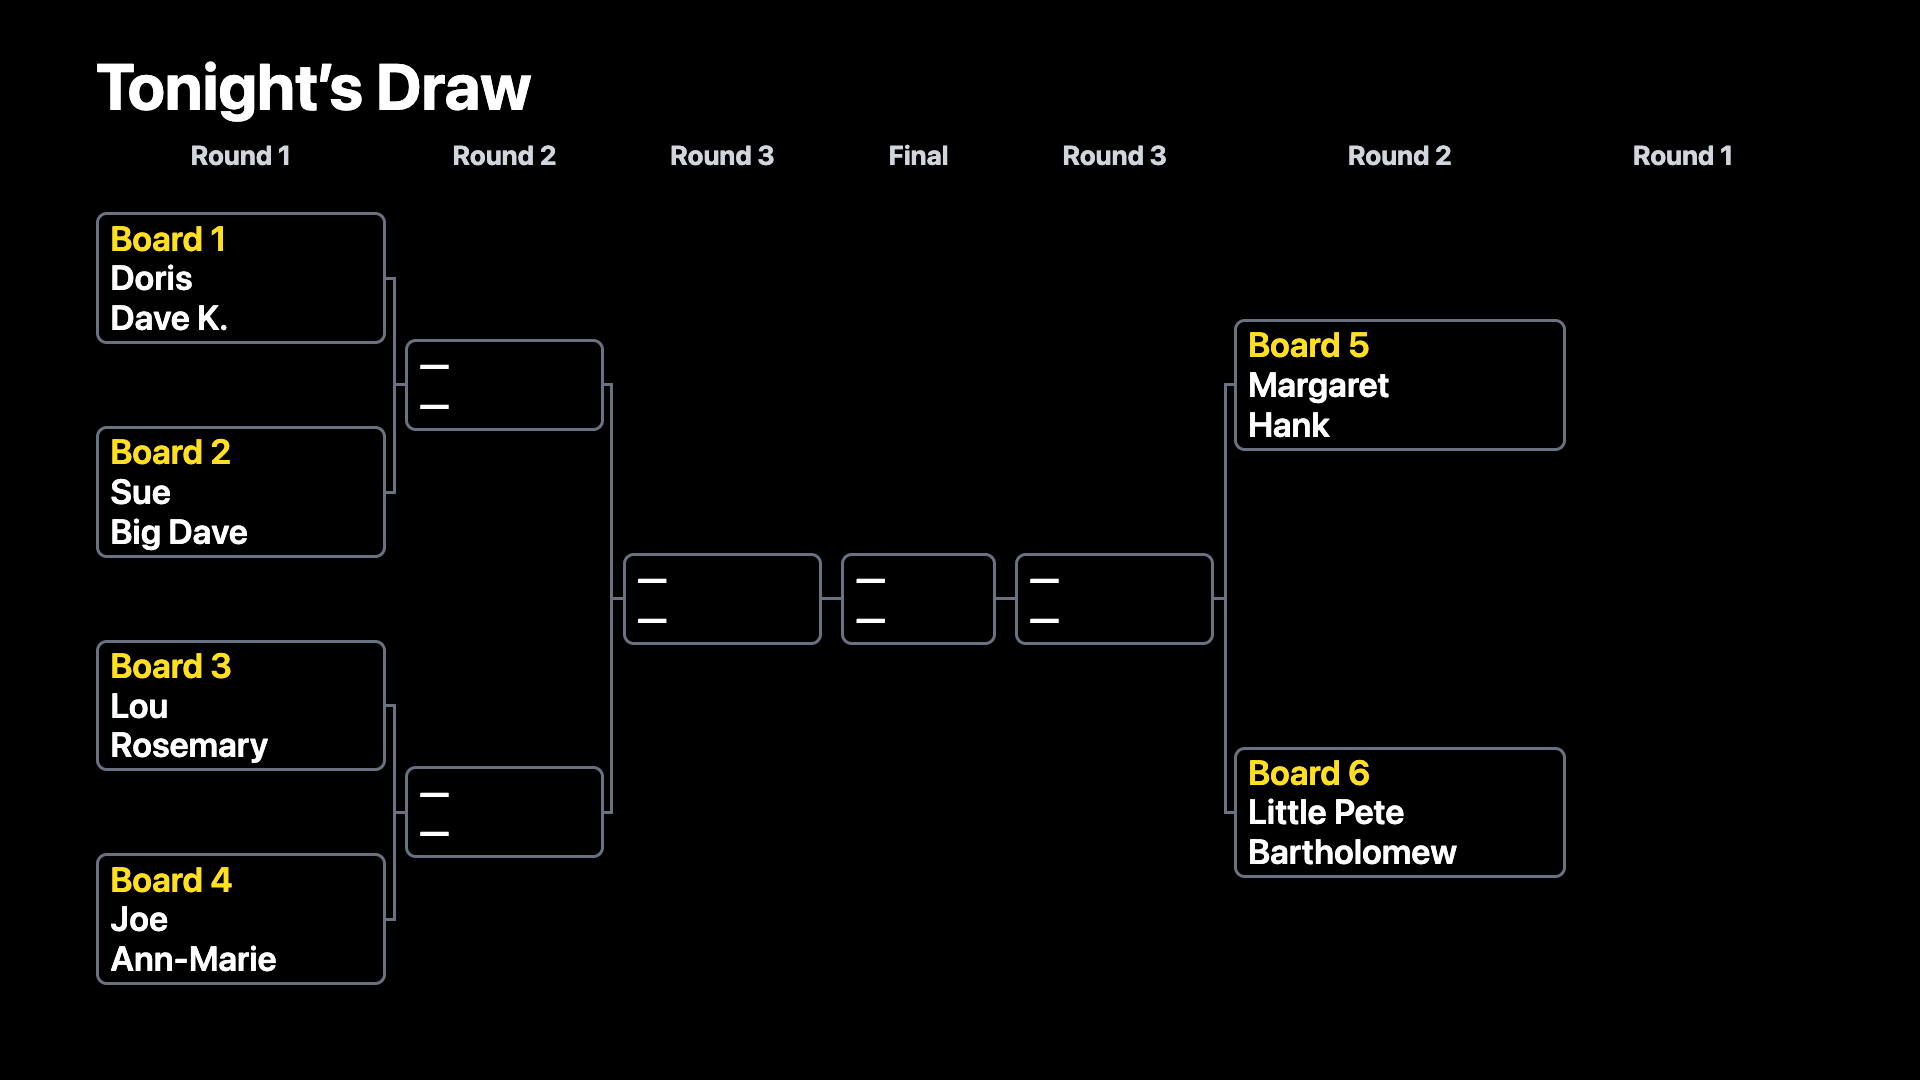 Tonight’s Draw
Round 1 Round 2 Round 3 Final Round 3 Round 2 Round 1
Board 1
Doris
Dave K.
Board 2
Sue
Big Dave
Board 3
Lou
Rosemary
Board 4
Joe
Ann-Marie
—
—
—
—
—
—
—
—
—
—
Board 5
Margaret
Hank
Board 6
Little Pete
Bartholomew